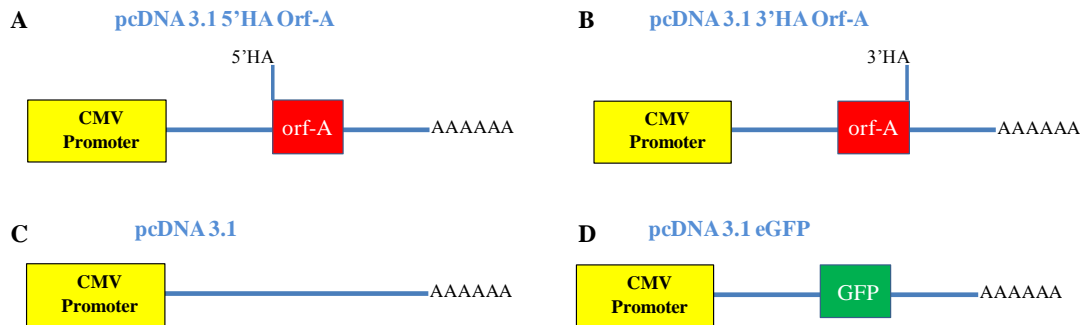 A pcDNA 3.1 5’HA Orf-A
5’HA
CMV
Promoter
orf-A
AAAAAA
B pcDNA 3.1 3’HA Orf-A
3’HA
CMV
Promoter
orf-A
AAAAAA
C pcDNA 3.1
CMV
Promoter
AAAAAA
D pcDNA 3.1 eGFP
CMV
Promoter
GFP
AAAAAA